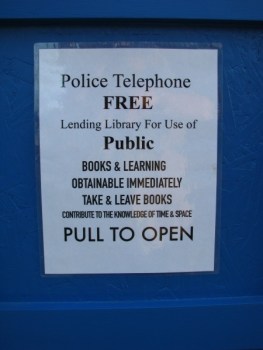 Police Telephone
FREE
Lending Library For Use of
Public
BOOKS & LEARNING
OBTAINABLE IMMEDIATELY
TAKE & LEAVE BOOKS
CONTRIBUTE TO THE KNOWLEDGE OF TIME & SPACE
PULL TO OPEN